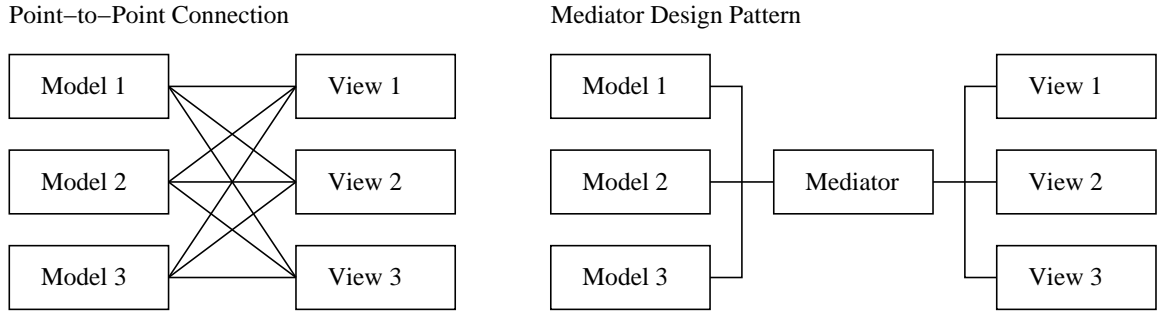 Point−to−Point Connection
Mediator Design Pattern
Model 1
View 1
Model 1
View 1
Model 2
View 2
Model 2
Mediator
View 2
Model 3
View 3
Model 3
View 3